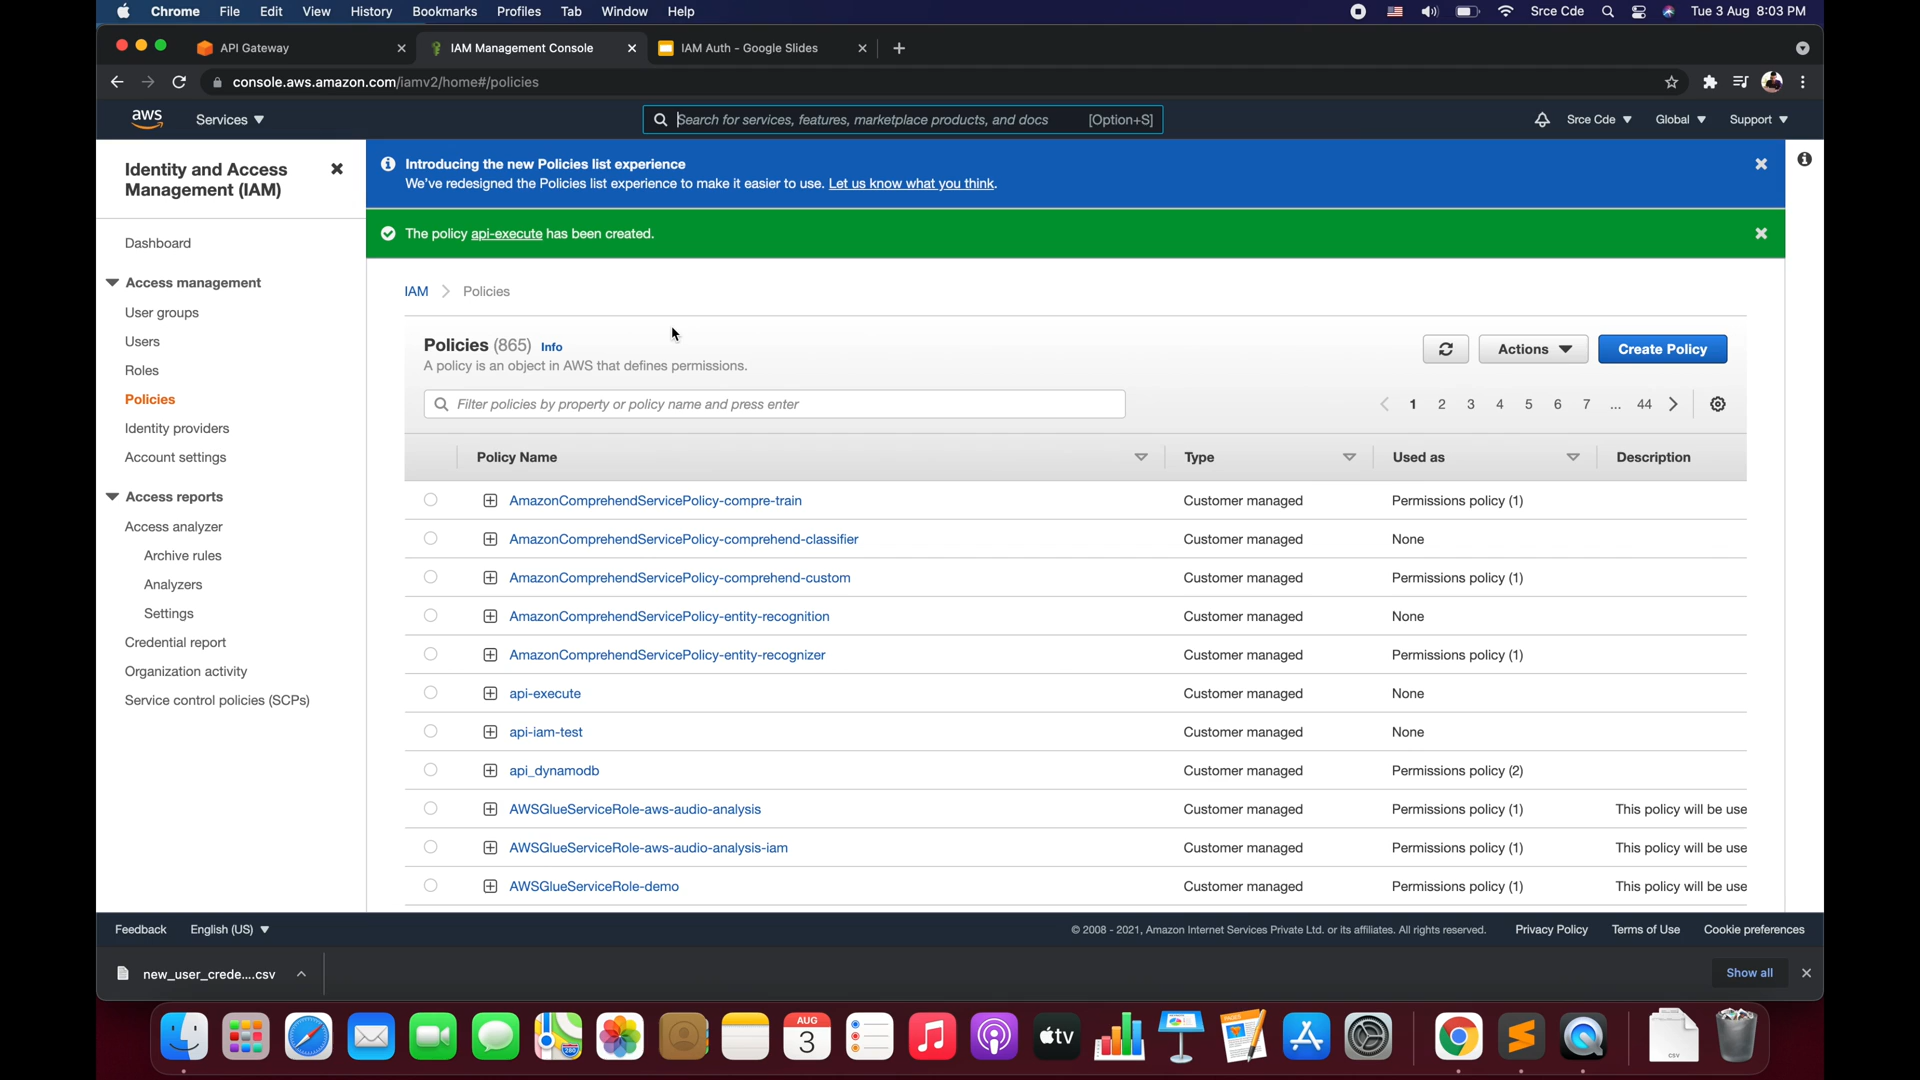 Chrome File Edit View History Bookmarks Profiles Tab Window Help Srce Cde Tue 3 Aug 8:03 PM
API Gateway IAM Management Console IAM Auth - Google Slides
console.aws.amazon.com/iamv2/home#/policies
aws Services Search for services, features, marketplace products, and docs [Option+S] Srce Cde Global Support
Identity and Access
Management (IAM)
Dashboard
Access management
User groups
Users
Roles
Policies
Identity providers
Account settings
Access reports
Access analyzer
Archive rules
Analyzers
Settings
Credential report
Organization activity
Service control policies (SCPs)
Introducing the new Policies list experience
We've redesigned the Policies list experience to make it easier to use. Let us know what you think.
The policy api-execute has been created.
IAM Policies
Policies (865) Info
A policy is an object in AWS that defines permissions.
Actions Create Policy
Filter policies by property or policy name and press enter
1 2 3 4 5 6 7 ... 44
Policy Name Type Used as Description
AmazonComprehendServicePolicy-compre-train Customer managed Permissions policy (1)
AmazonComprehendServicePolicy-comprehend-classifier Customer managed None
AmazonComprehendServicePolicy-comprehend-custom Customer managed Permissions policy (1)
AmazonComprehendServicePolicy-entity-recognition Customer managed None
AmazonComprehendServicePolicy-entity-recognizer Customer managed Permissions policy (1)
api-execute Customer managed None
api-iam-test Customer managed None
api_dynamodb Customer managed Permissions policy (2)
AWSGlueServiceRole-aws-audio-analysis Customer managed Permissions policy (1) This policy will be use
AWSGlueServiceRole-aws-audio-analysis-iam Customer managed Permissions policy (1) This policy will be use
AWSGlueServiceRole-demo Customer managed Permissions policy (1) This policy will be use
Feedback English (US) © 2008 - 2021, Amazon Internet Services Private Ltd. or its affiliates. All rights reserved. Privacy Policy Terms of Use Cookie preferences
new_user_crede....csv Show all
AUG
3
tv
280
CSV